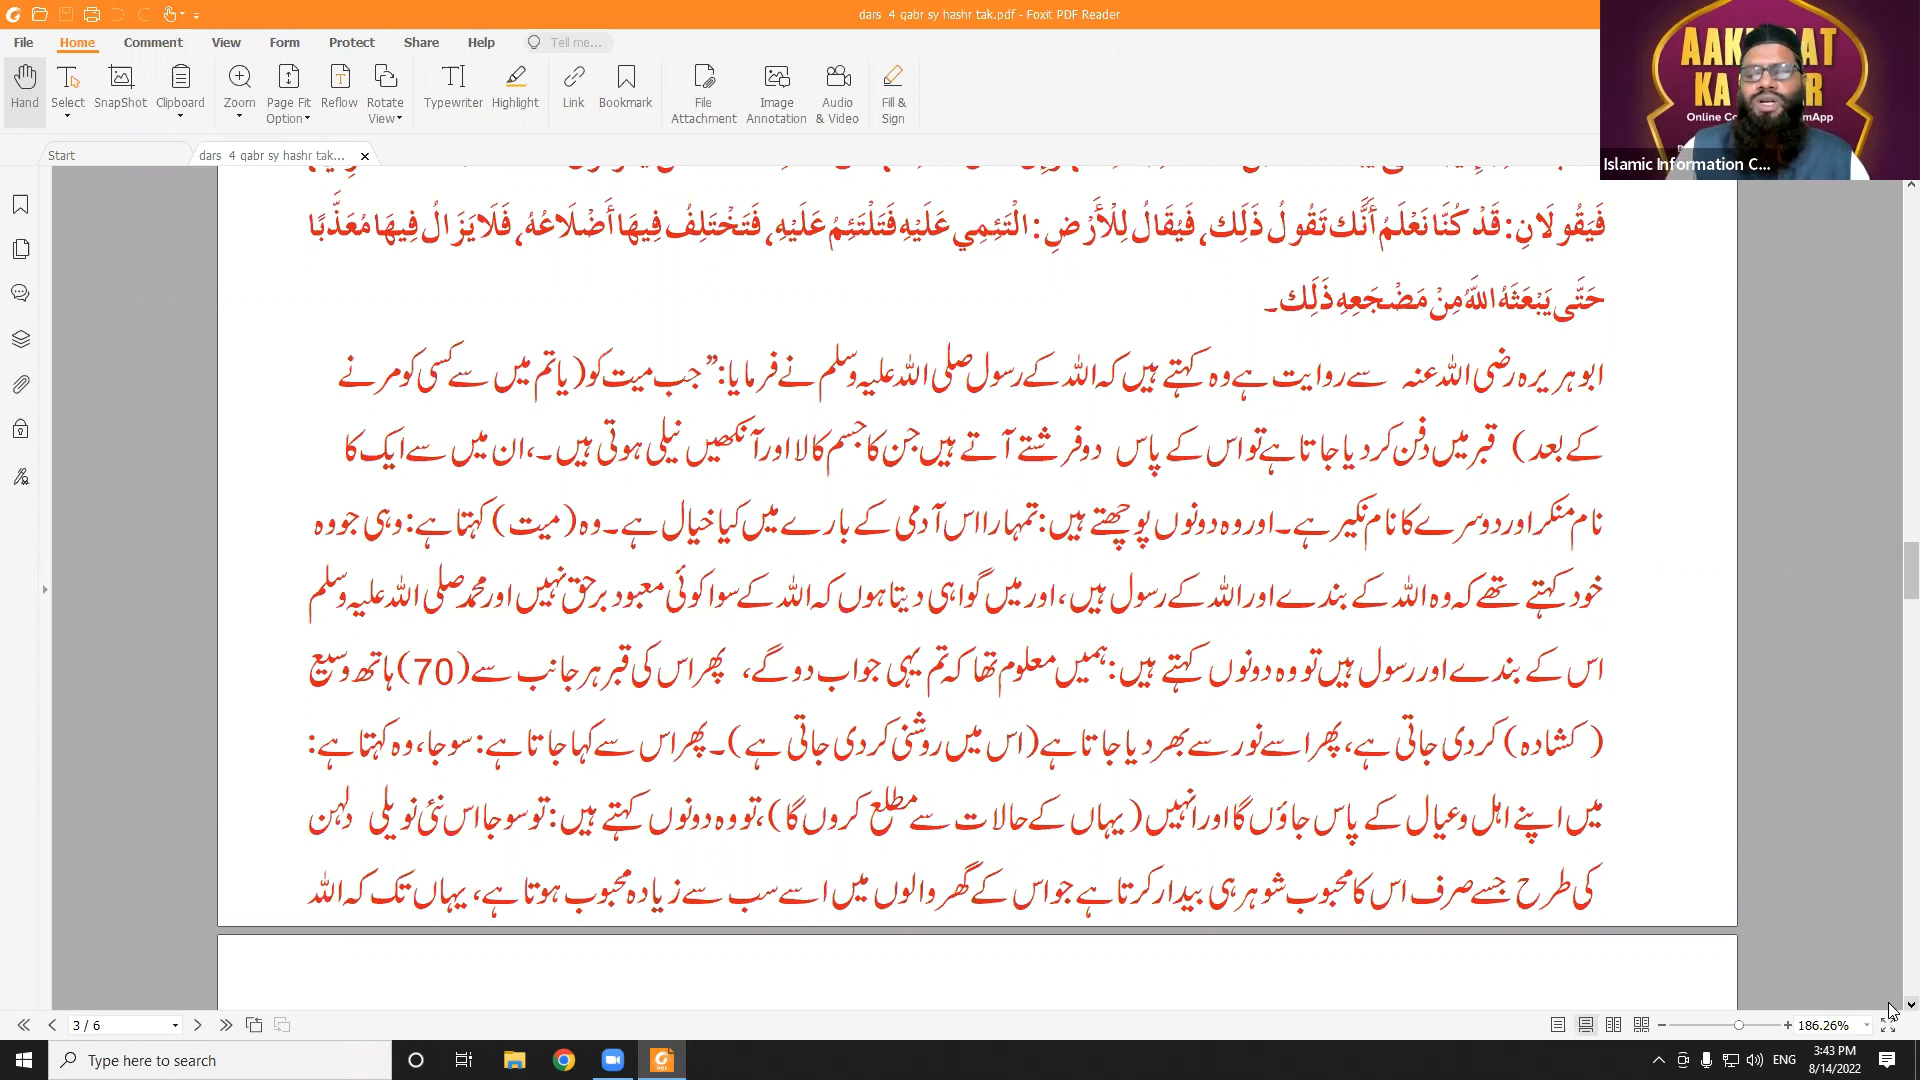 dars  4 qabr sy hashr tak.pdf - Foxit PDF Reader
File Home Comment View Form Protect Share Help Tell me...
Hand Select SnapShot Clipboard Zoom Page Fit Option Reflow Rotate View Typewriter Highlight Link Bookmark File Attachment Image Annotation Audio & Video Fill & Sign
Start dars  4 qabr sy hashr tak...
KA
Online Co
Islamic Information C...
فَيَقُولَانِ: قَدْ كُنَّا نَعْلَمُ أَنَّكَ تَقُولُ ذَلِكَ، فَيُقَالُ لِلْأَرْضِ: الْتَئِمِي عَلَيْهِ فَتَلْتَئِمُ عَلَيْهِ، فَتَخْتَلِفُ فِيهَا أَضْلَاعُهُ، فَلَا يَزَالُ فِيهَا مُعَذَّبًا
حَتَّى يَبْعَثَهُ اللَّهُ مِنْ مَضْجَعِهِ ذَلِكَ۔
ابوہریرہ رضی اللہ عنہ سے روایت ہے وہ کہتے ہیں کہ اللہ کے رسول صلی اللہ علیہ وسلم نے فرمایا: ”جب میت کو (یا تم میں سے کسی کو مرنے
کے بعد) قبر میں دفن کر دیا جاتا ہے تو اس کے پاس دو فرشتے آتے ہیں جن کا جسم کالا اور آنکھیں نیلی ہوتی ہیں۔، ان میں سے ایک کا
نام منکر اور دوسرے کا نام نکیر ہے۔ اور وہ دونوں پوچھتے ہیں: تمہارا اس آدمی کے بارے میں کیا خیال ہے۔ وہ (میت) کہتا ہے: وہی جو وہ
خود کہتے تھے کہ وہ اللہ کے بندے اور اللہ کے رسول ہیں، اور میں گواہی دیتا ہوں کہ اللہ کے سوا کوئی معبود برحق نہیں اور محمد صلی اللہ علیہ وسلم
اس کے بندے اور رسول ہیں تو وہ دونوں کہتے ہیں: ہمیں معلوم تھا کہ تم یہی جواب دو گے، پھر اس کی قبر ہر جانب سے (70) ہاتھ وسیع
(کشادہ) کر دی جاتی ہے، پھر اسے نور سے بھر دیا جاتا ہے (اس میں روشنی کر دی جاتی ہے)۔ پھر اس سے کہا جاتا ہے: سو جا، وہ کہتا ہے:
میں اپنے اہل و عیال کے پاس جاؤں گا اور انہیں (یہاں کے حالات سے مطلع کروں گا)، تو وہ دونوں کہتے ہیں: تو سو جا اس نئی نویلی دلہن
کی طرح جسے صرف اس کا محبوب شوہر ہی بیدار کرتا ہے جو اس کے گھر والوں میں اسے سب سے زیادہ محبوب ہوتا ہے، یہاں تک کہ اللہ
3 / 6 186.26%
Type here to search ENG 3:43 PM
8/14/2022